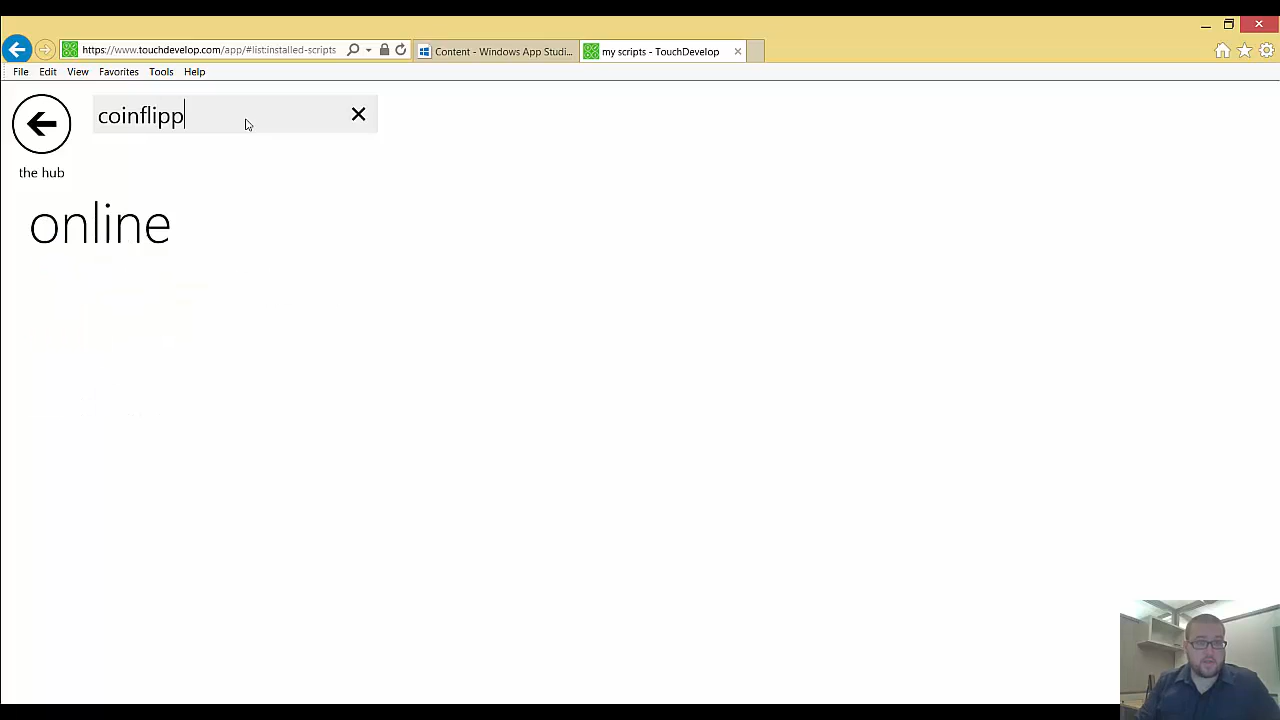 https://www.touchdevelop.com/app/#list:installed-scripts
Content - Windows App Studi...
my scripts - TouchDevelop
File Edit View Favorites Tools Help
coinflipp
the hub
online